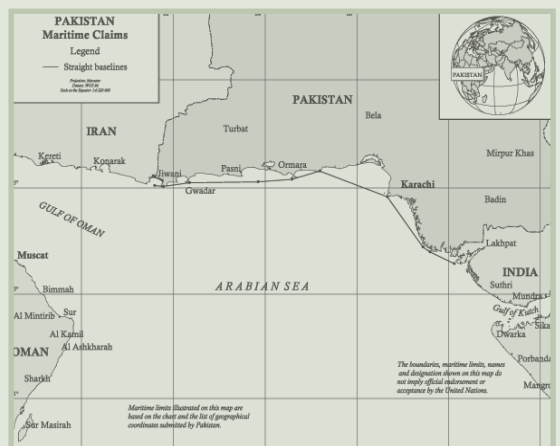 PAKISTAN
Maritime Claims
Legend
Straight baselines
PAKISTAN
PAKISTAN
IRAN
Turbat
Bela
Mirpur Khas
Kereti
Konarak
Jiwani
Pasni
Ormara
Gwadar
Karachi
Badin
GULF OF OMAN
Lakhpat
Muscat
INDIA
ARABIAN SEA
Bimmah
Suthri
Mundra
Al Mintirib
Sur
Gulf of Kutch
Al Kamil
Dwarka
Sika
OMAN
Al Ashkharah
Porbanda
Sharkh
Mangro
The boundaries, maritime limits, names
and designation shown on this map do
not imply official endorsement or
acceptance by the United Nations.
Maritime limits illustrated on this map are
based on the chart and the list of geographical
coordinates submitted by Pakistan.
Sur Masirah